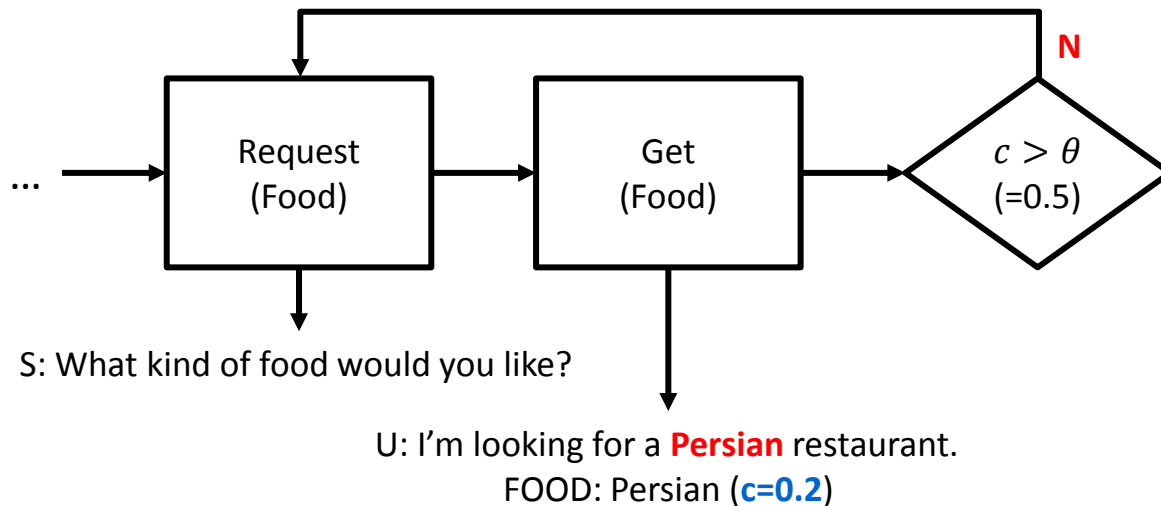 N
...
Request
(Food)
Get
(Food)
c > θ
(=0.5)
S: What kind of food would you like?
U: I’m looking for a Persian restaurant.
FOOD: Persian (c=0.2)